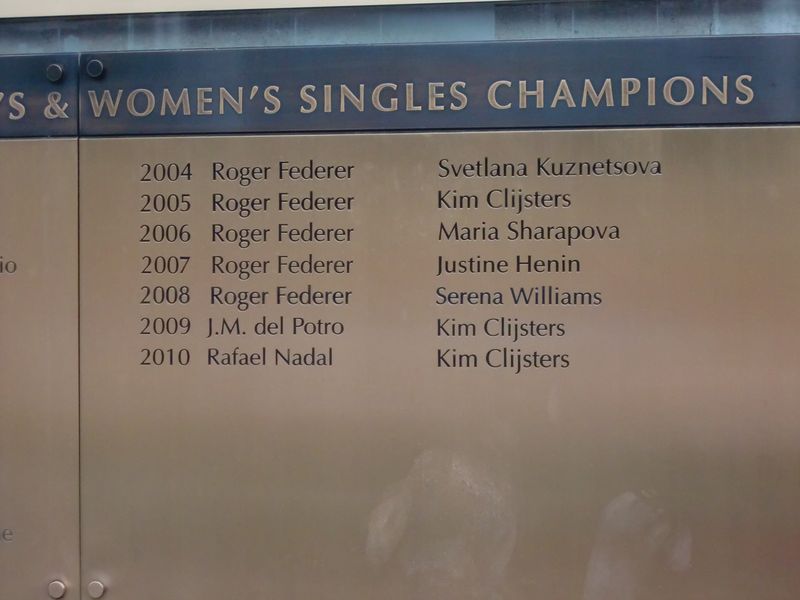 'S & WOMEN'S SINGLES CHAMPIONS
2004 Roger Federer Svetlana Kuznetsova
2005 Roger Federer Kim Clijsters
2006 Roger Federer Maria Sharapova
2007 Roger Federer Justine Henin
io
2008 Roger Federer Serena Williams
2009 J.M. del Potro Kim Clijsters
2010 Rafael Nadal Kim Clijsters
e